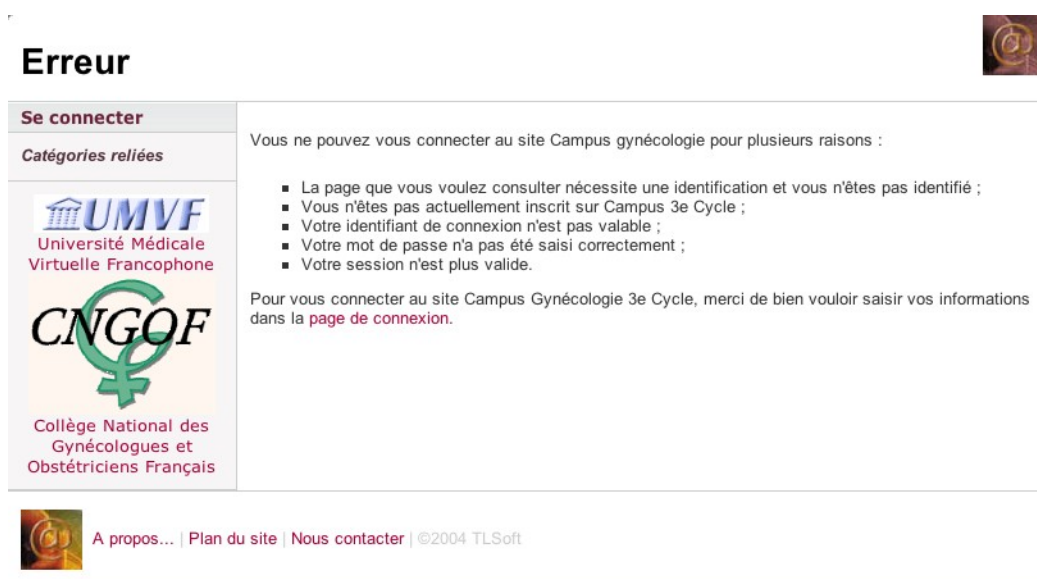 Erreur
Se connecter
Catégories reliées
UMVF
Université Médicale
Virtuelle Francophone
CNGOF
Collège National des
Gynécologues et
Obstétriciens Français
Vous ne pouvez vous connecter au site Campus gynécologie pour plusieurs raisons :
La page que vous voulez consulter nécessite une identification et vous n'êtes pas identifié ;
Vous n'êtes pas actuellement inscrit sur Campus 3e Cycle ;
Votre identifiant de connexion n'est pas valable ;
Votre mot de passe n'a pas été saisi correctement ;
Votre session n'est plus valide.
Pour vous connecter au site Campus Gynécologie 3e Cycle, merci de bien vouloir saisir vos informations
dans la page de connexion.
@
@
A propos... | Plan du site | Nous contacter | ©2004 TLSoft